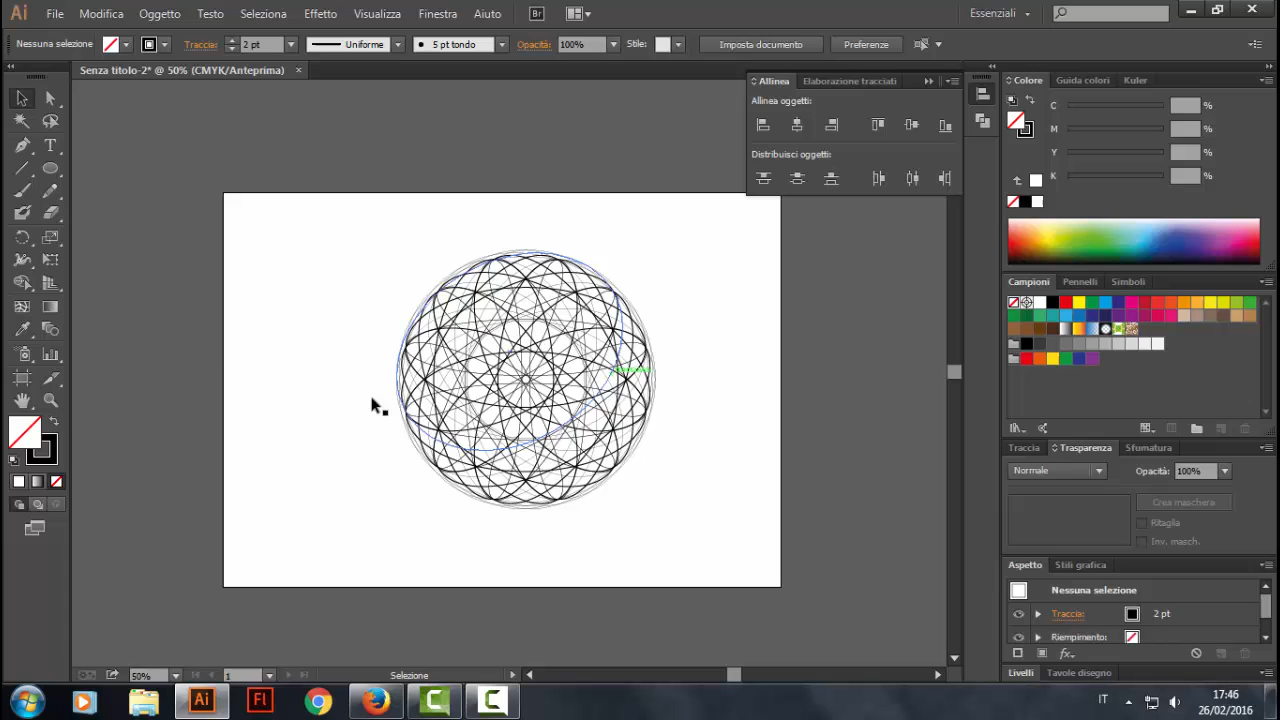 Ai File Modifica Oggetto Testo Selezione Effetto Visualizza Finestra Aiuto Br Essenziali
Nessuna selezione Traccia: 2 pt Uniforme 5 pt tondo Opacità: 100% Stile: Imposta documento Preferenze
Senza titolo-2* @ 50% (CMYK/Anteprima) ×
Allinea Elaborazione tracciati
Allinea oggetti:
Distribuisci oggetti:
Colore Guida colori Kuler
C %
M %
Y %
K %
Campioni Pennelli Simboli
Traccia Trasparenza Sfumatura
Normale Opacità: 100%
Crea maschera
Ritaglia
Inv. masch.
Aspetto Stili grafica
Nessuna selezione
Traccia: 2 pt
Riempimento:
fx
Livelli Tavole disegno
50% 1 Selezione
Ai Fl C C IT 17:46
26/02/2016